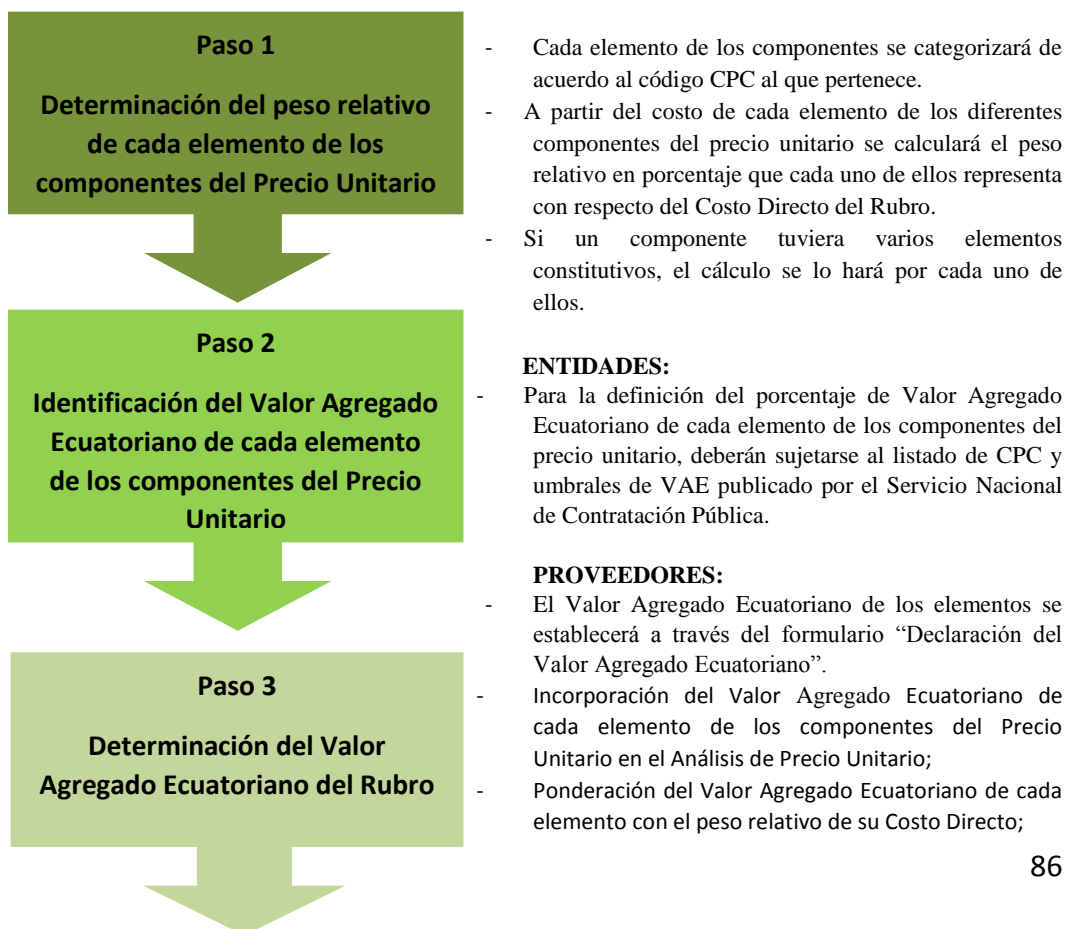 Paso 1
Determinación del peso relativo
de cada elemento de los
componentes del Precio Unitario
- Cada elemento de los componentes se categorizará de
acuerdo al código CPC al que pertenece.
- A partir del costo de cada elemento de los diferentes
componentes del precio unitario se calculará el peso
relativo en porcentaje que cada uno de ellos representa
con respecto del Costo Directo del Rubro.
- Si un componente tuviera varios elementos
constitutivos, el cálculo se lo hará por cada uno de
ellos.
Paso 2
Identificación del Valor Agregado
Ecuatoriano de cada elemento
de los componentes del Precio
Unitario
ENTIDADES:
- Para la definición del porcentaje de Valor Agregado
Ecuatoriano de cada elemento de los componentes del
precio unitario, deberán sujetarse al listado de CPC y
umbrales de VAE publicado por el Servicio Nacional
de Contratación Pública.
PROVEEDORES:
- El Valor Agregado Ecuatoriano de los elementos se
establecerá a través del formulario “Declaración del
Valor Agregado Ecuatoriano”.
Paso 3
Determinación del Valor
Agregado Ecuatoriano del Rubro
- Incorporación del Valor Agregado Ecuatoriano de
cada elemento de los componentes del Precio
Unitario en el Análisis de Precio Unitario;
- Ponderación del Valor Agregado Ecuatoriano de cada
elemento con el peso relativo de su Costo Directo;
86